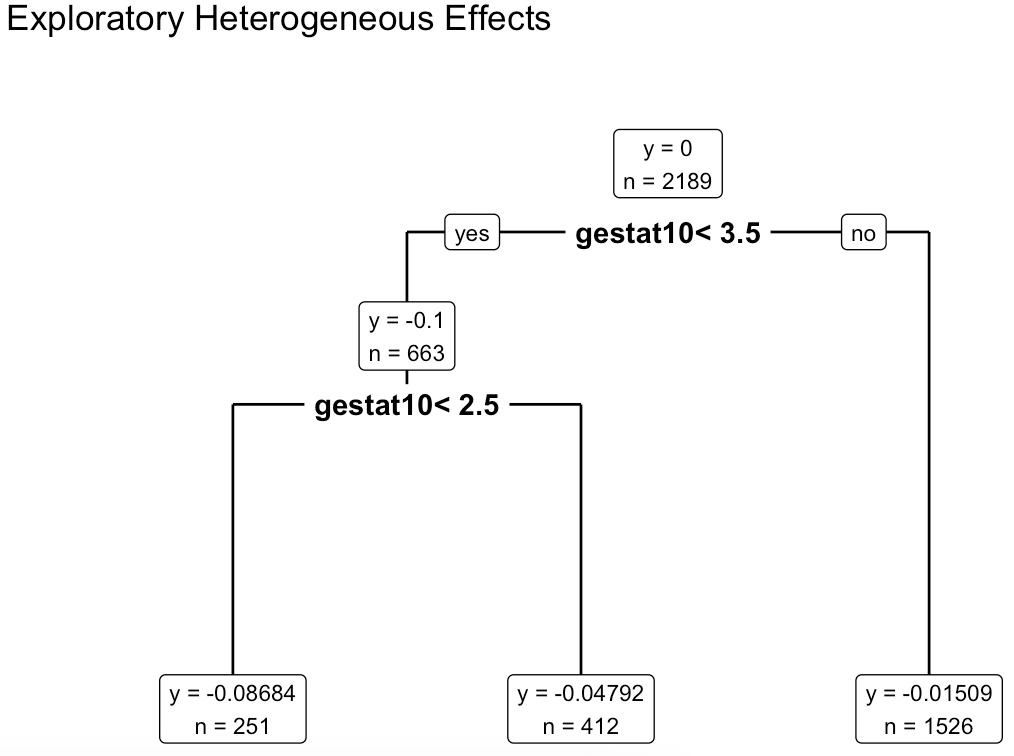 Exploratory Heterogeneous Effects
y = 0
n = 2189
yes
gestat10< 3.5
no
y = -0.1
n = 663
gestat10< 2.5
y = -0.08684
n = 251
y = -0.04792
n = 412
y = -0.01509
n = 1526